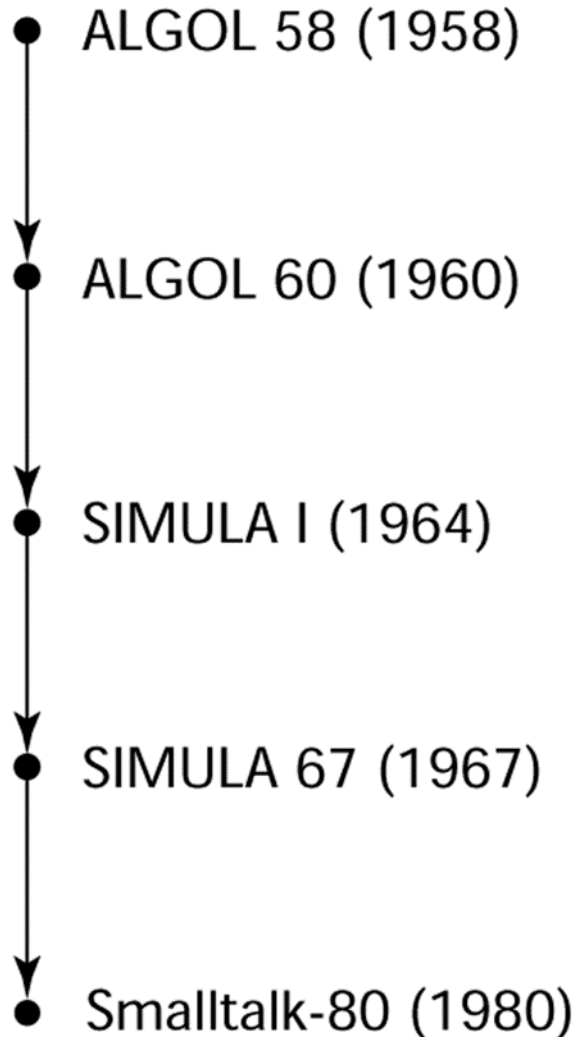 ALGOL 58 (1958)
ALGOL 60 (1960)
SIMULA I (1964)
SIMULA 67 (1967)
Smalltalk-80 (1980)